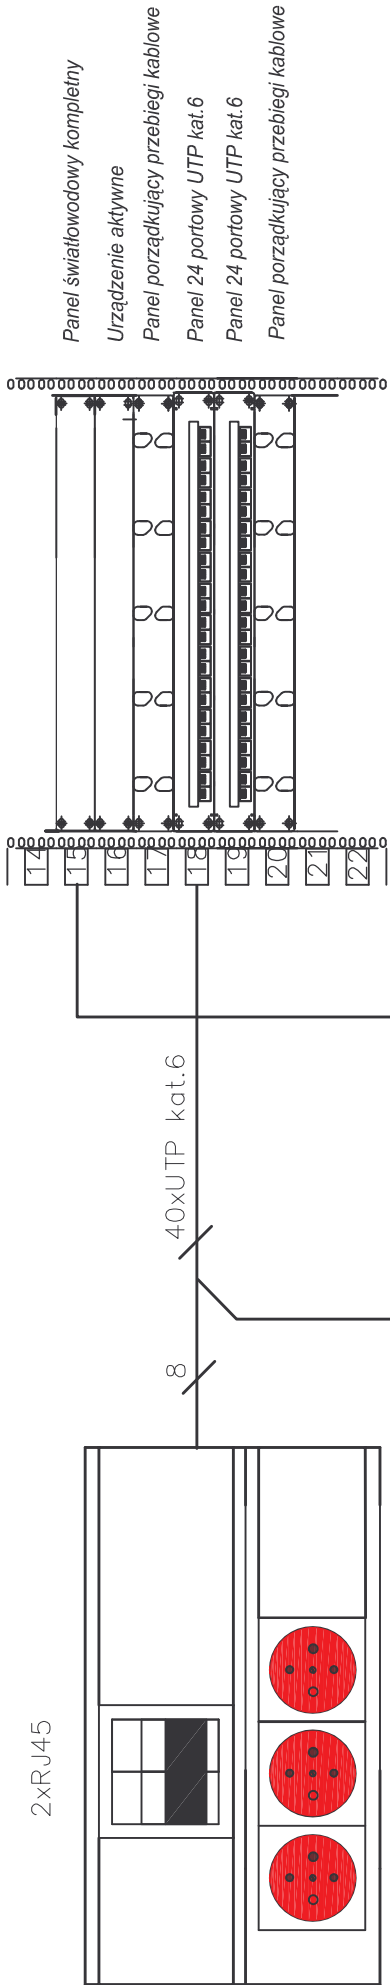 Panel światłowodowy kompletny
Urządzenie aktywne
Panel porządkujący przebiegi kablowe
Panel 24 portowy UTP kat.6
Panel 24 portowy UTP kat.6
Panel porządkujący przebiegi kablowe
14
15
16
17
18
19
20
21
22
40xUTP kat.6
8
2xRJ45